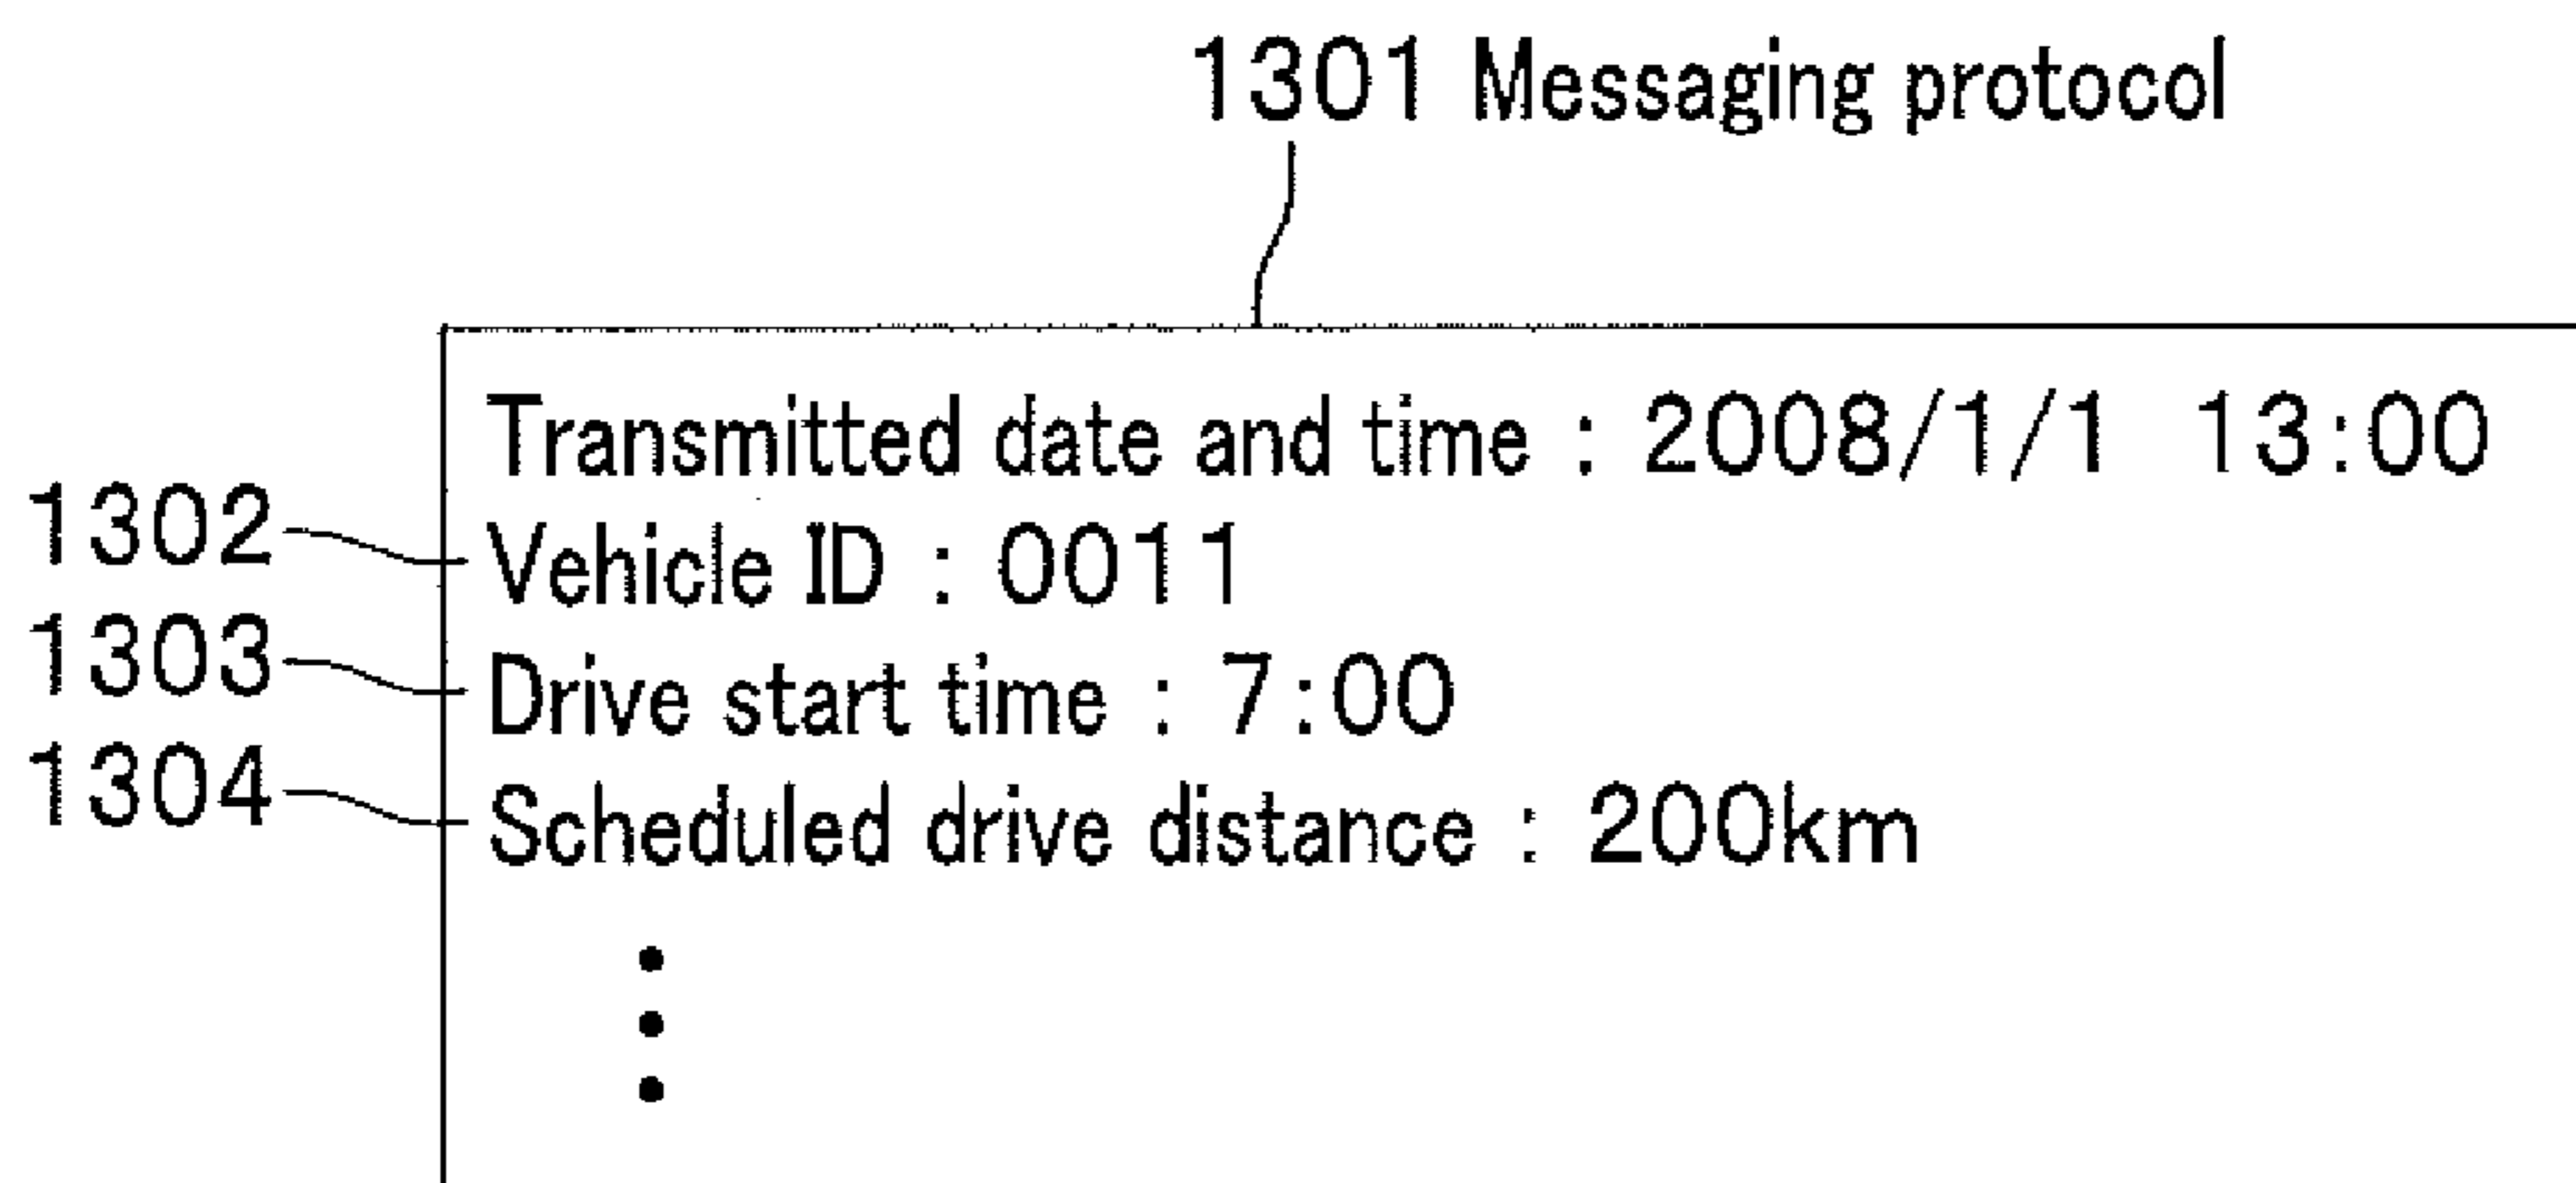 1301 Messaging protocol
Transmitted date and time : 2008/1/1 13:00
1302 Vehicle ID : 0011
1303 Drive start time : 7:00
1304 Scheduled drive distance : 200km